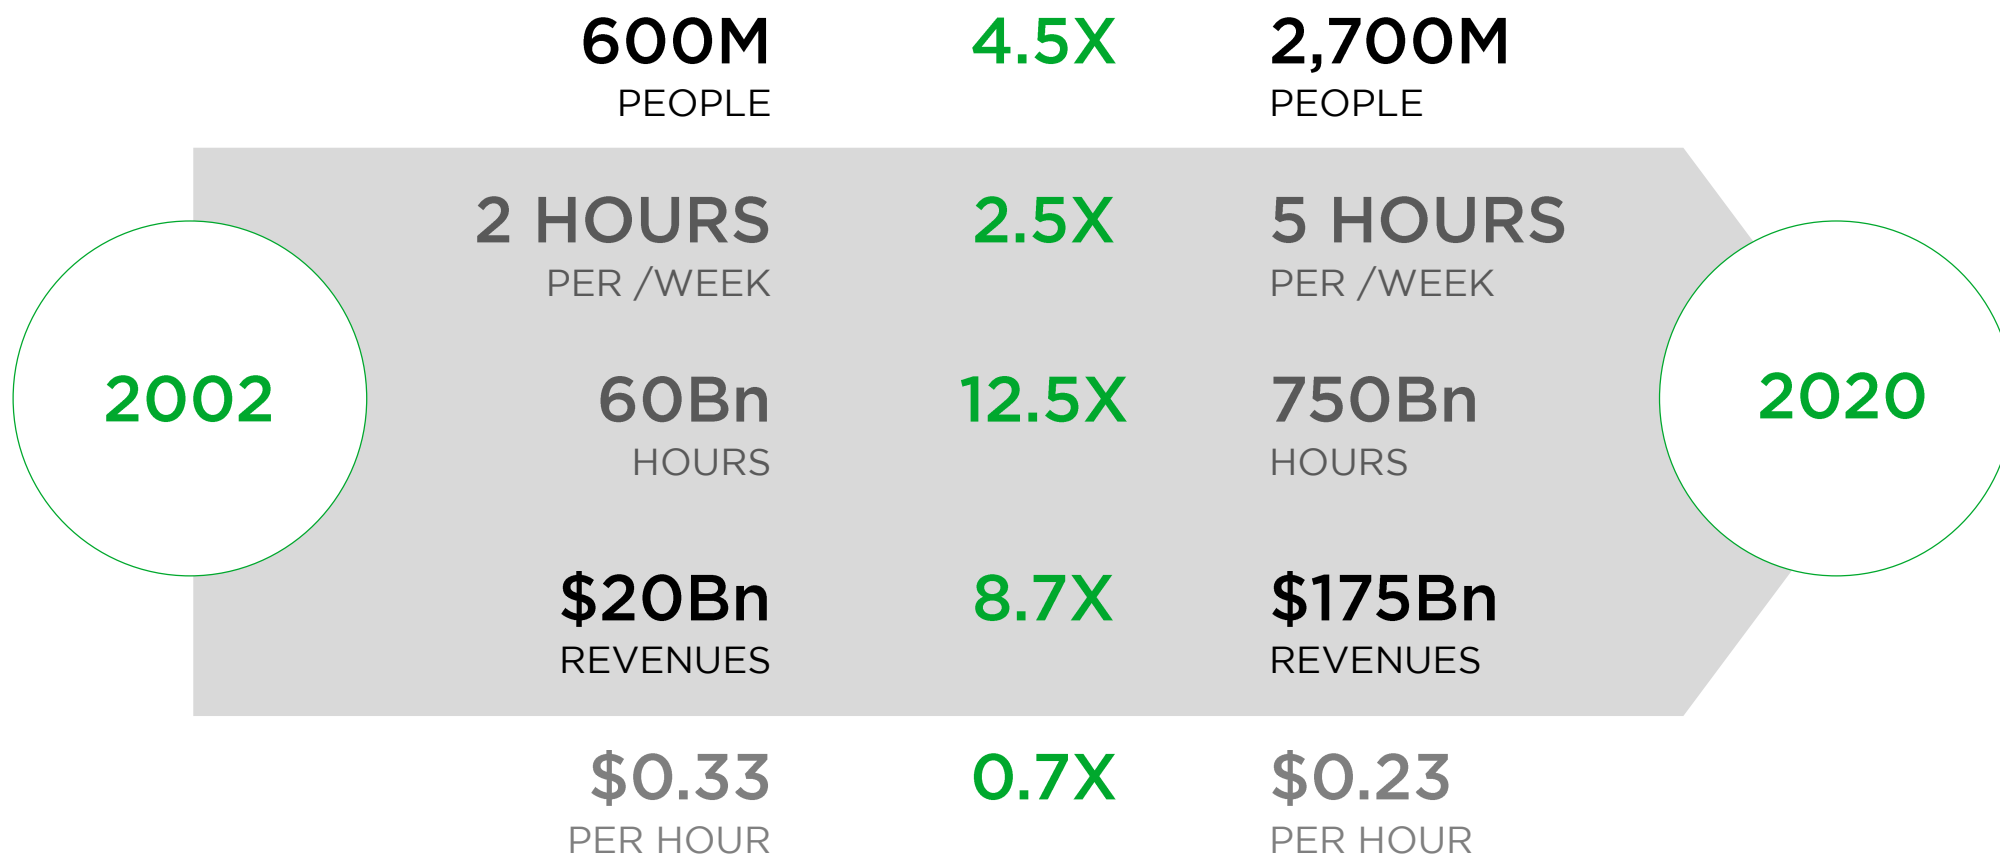 600M 4.5X 2,700M
PEOPLE PEOPLE
2 HOURS 2.5X 5 HOURS
PER /WEEK PER /WEEK
2002 60Bn 12.5X 750Bn 2020
HOURS HOURS
$20Bn 8.7X $175Bn
REVENUES REVENUES
$0.33 0.7X $0.23
PER HOUR PER HOUR